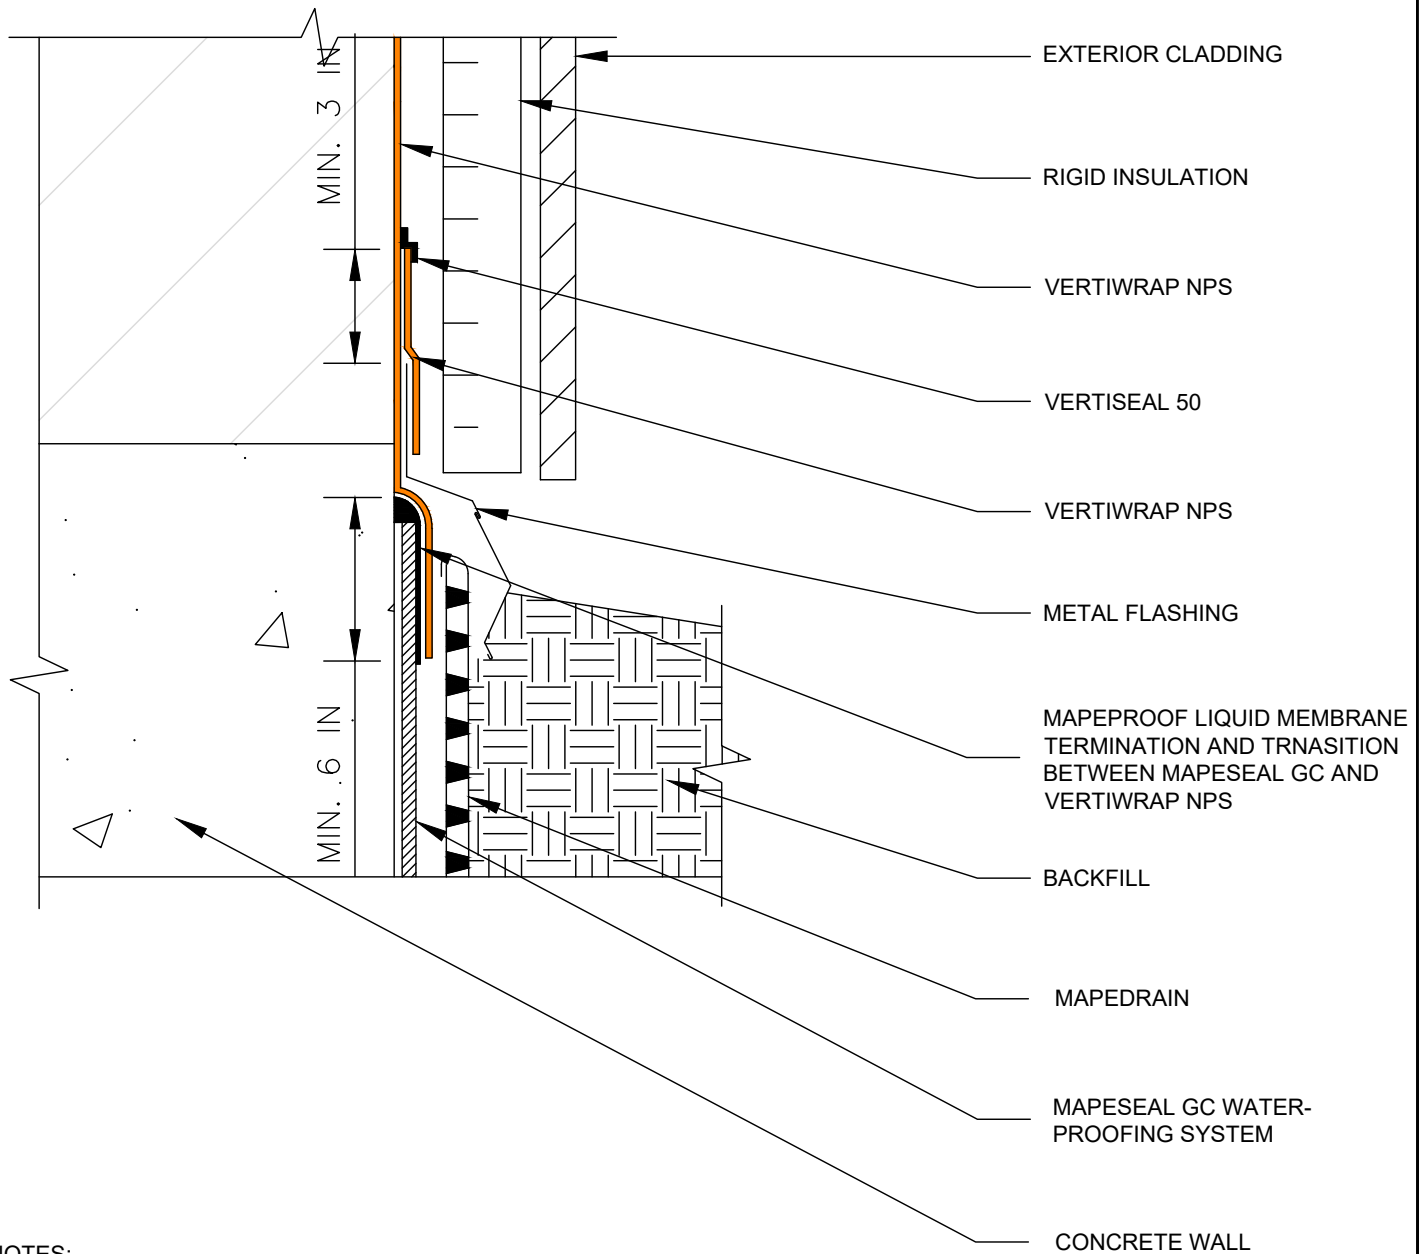 EXTERIOR CLADDING
MIN. 3 IN
RIGID INSULATION
VERTIWRAP NPS
VERTISEAL 50
VERTIWRAP NPS
METAL FLASHING
MIN. 6 IN
MAPEPROOF LIQUID MEMBRANE
TERMINATION AND TRNASITION
BETWEEN MAPESEAL GC AND
VERTIWRAP NPS
BACKFILL
MAPEDRAIN
MAPESEAL GC WATER-
PROOFING SYSTEM
CONCRETE WALL
NOTES: